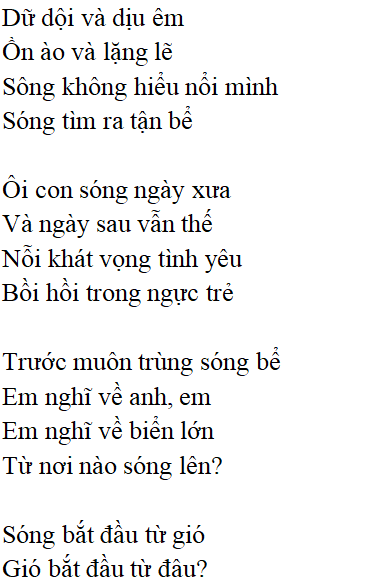 Dữ dội và dịu êm
Ồn ào và lặng lẽ
Sông không hiểu nổi mình
Sóng tìm ra tận bể
Ôi con sóng ngày xưa
Và ngày sau vẫn thế
Nỗi khát vọng tình yêu
Bồi hồi trong ngực trẻ
Trước muôn trùng sóng bể
Em nghĩ về anh, em
Em nghĩ về biển lớn
Từ nơi nào sóng lên?
Sóng bắt đầu từ gió
Gió bắt đầu từ đâu?